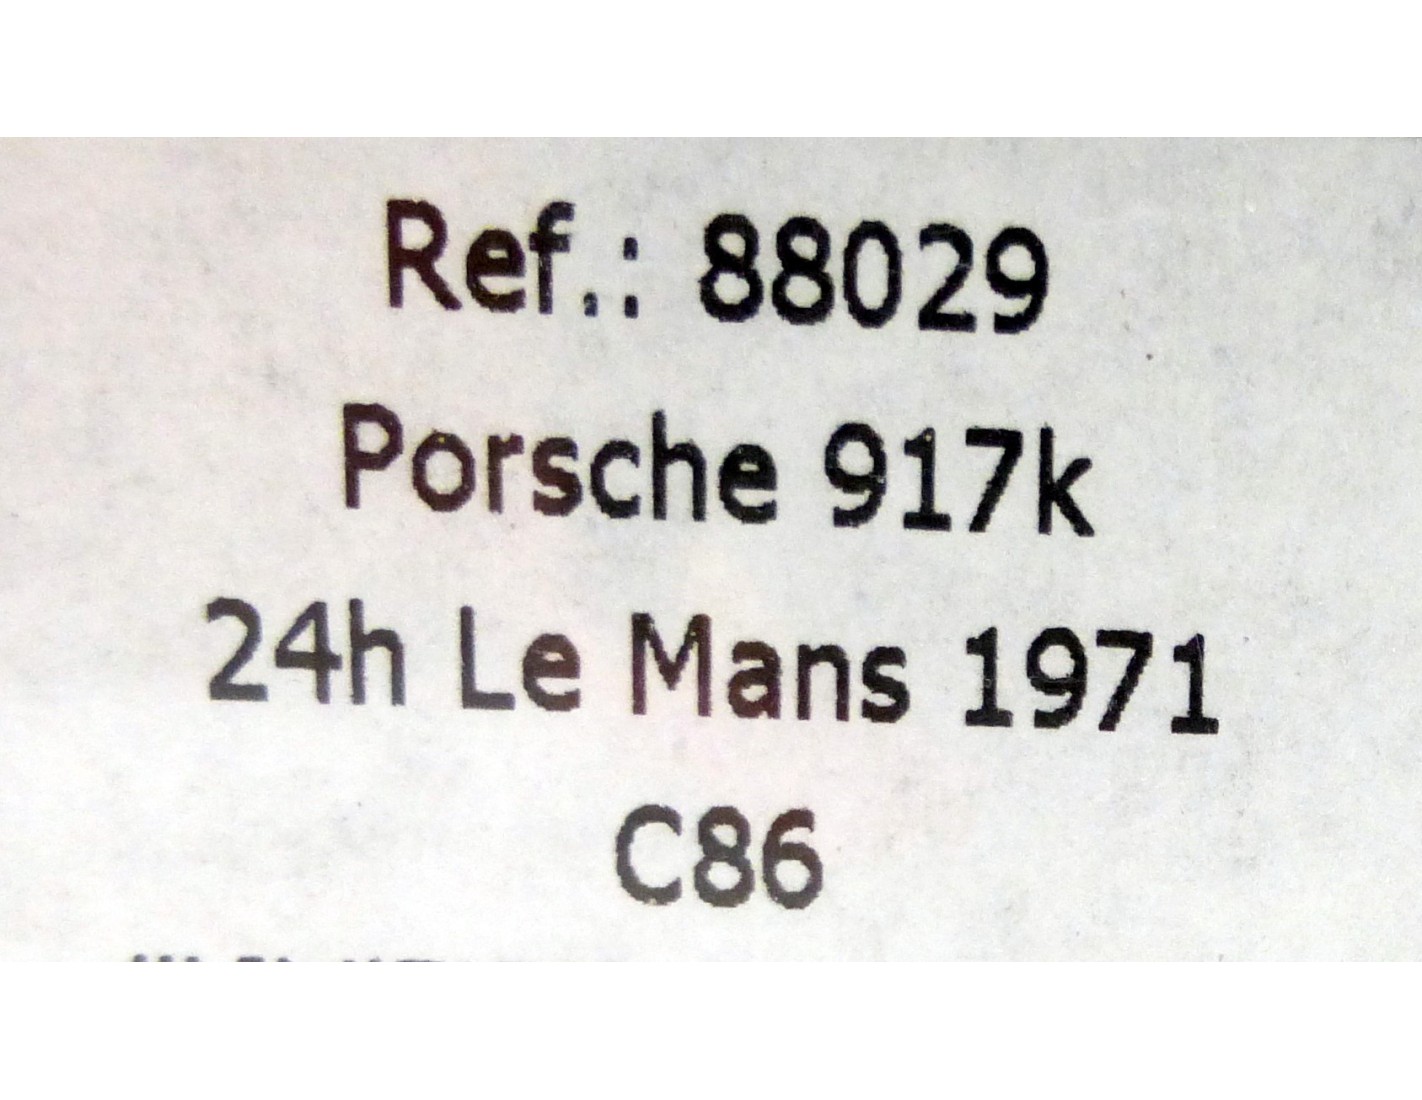 Ref.: 88029
Porsche 917k
24h Le Mans 1971
C86